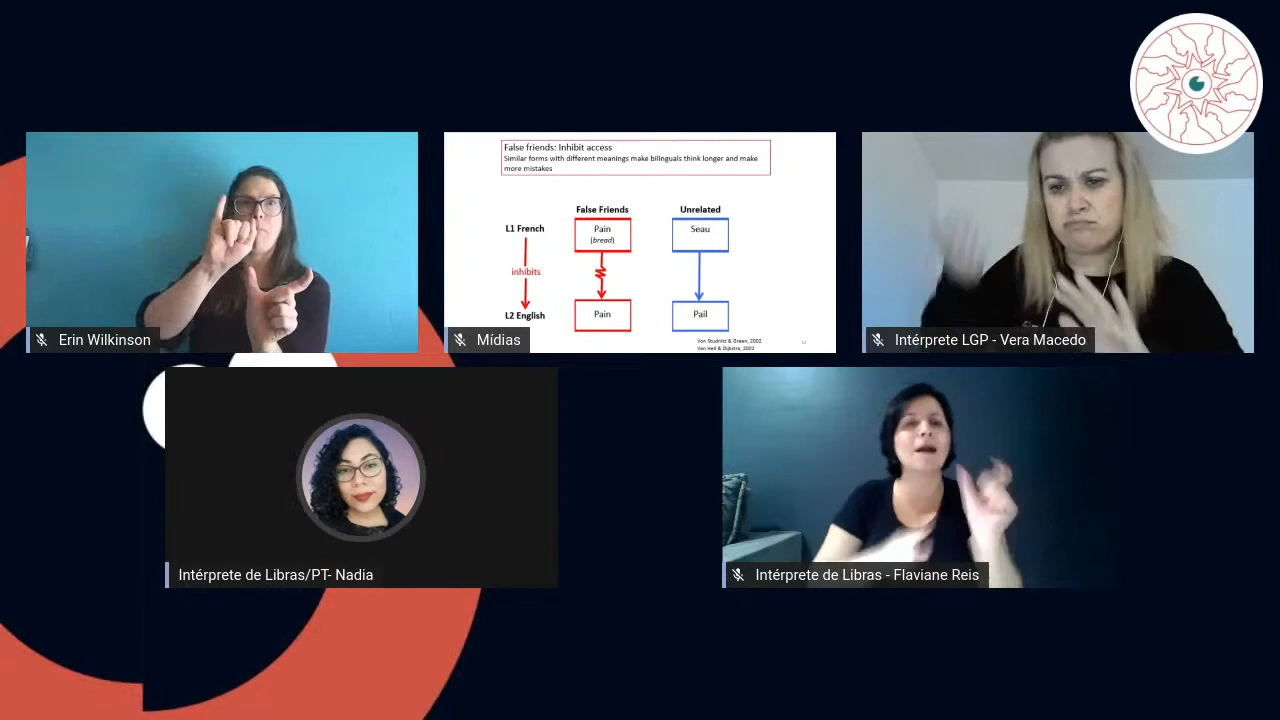 False friends: Inhibit access
Similar forms with different meanings make bilinguals think longer and make
more mistakes
False Friends
Unrelated
L1 French
Pain
(bread)
Seau
inhibits
L2 English
Pain
Pail
Von Studnitz & Green, 2002
Van Hell & Dijkstra, 2002
Erin Wilkinson
Mídias
Intérprete LGP - Vera Macedo
Intérprete de Libras/PT- Nadia
Intérprete de Libras - Flaviane Reis